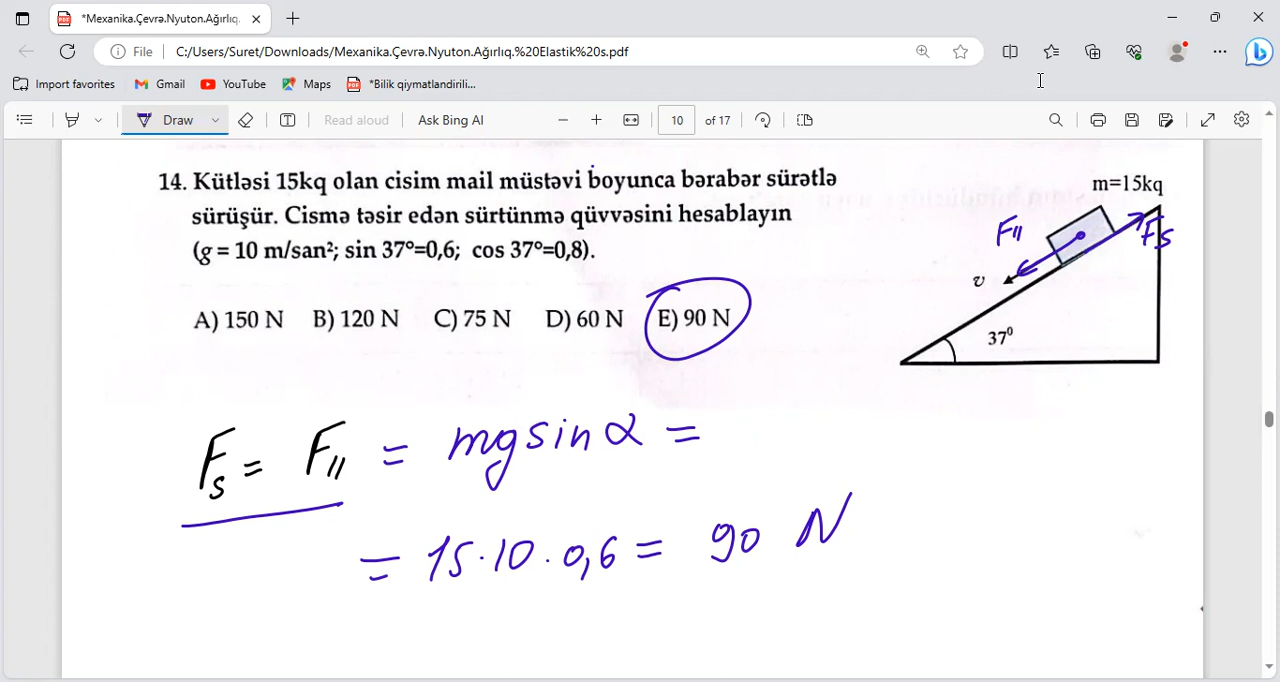 *Mexanika.Çevrə.Nyuton.Ağırlıq.
File C:/Users/Suret/Downloads/Mexanika.Çevrə.Nyuton.Ağırlıq.%20Elastik%20s.pdf
Import favorites Gmail YouTube Maps *Bilik qiymatlandirili...
Draw Read aloud Ask Bing AI 10 of 17
14. Kütləsi 15kq olan cisim mail müstəvi boyunca bərabər sürətlə
sürüşür. Cismə təsir edən sürtünmə qüvvəsini hesablayın
(g = 10 m/san²; sin 37°=0,6; cos 37°=0,8).
A) 150 N B) 120 N C) 75 N D) 60 N E) 90 N
m=15kq
F// Fs
v
37⁰
Fs = F// = mg sin α =
= 15·10·0,6 = 90 N